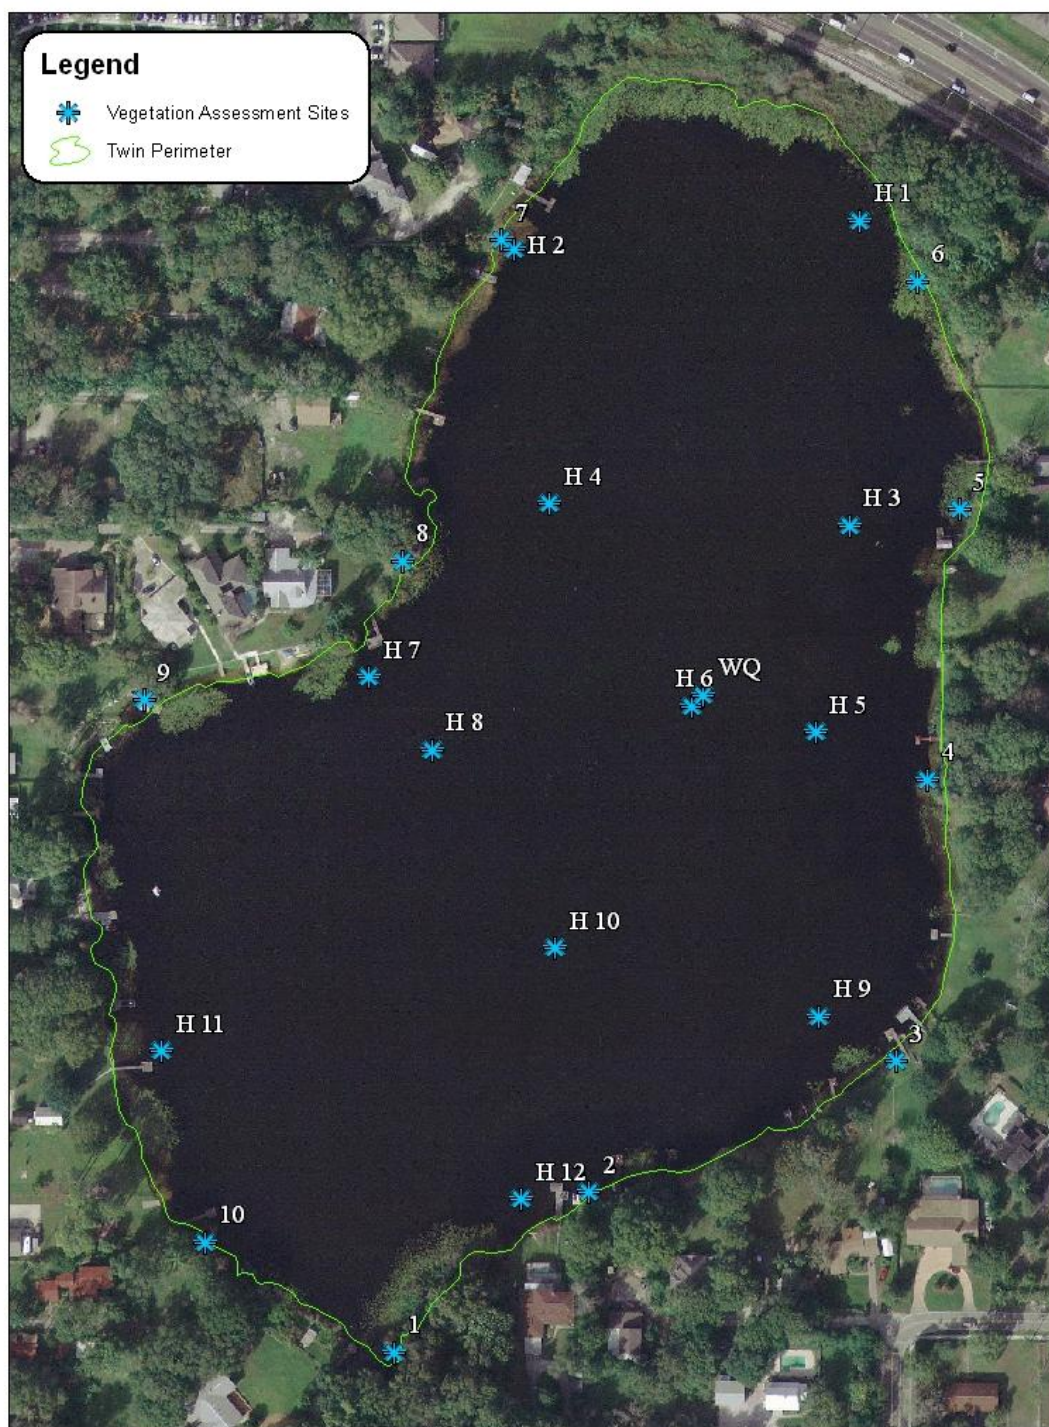 Legend
Vegetation Assessment Sites
Twin Perimeter
H 1
7
H 2
6
H 4
5
H 3
8
H 7
9
WQ
H 6
H 5
H 8
4
H 10
H 9
3
H 11
2
H 12
10
1